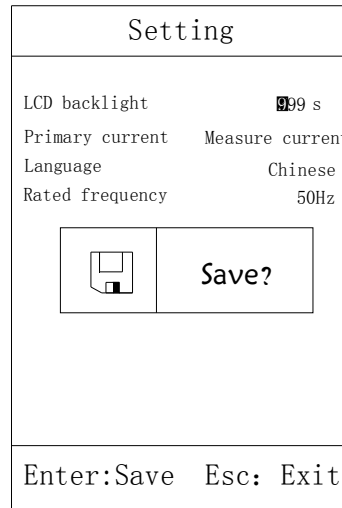 Setting
LCD backlight 999 s
Primary current Measure current
Language Chinese
Rated frequency 50Hz
Save?
Enter:Save Esc: Exit